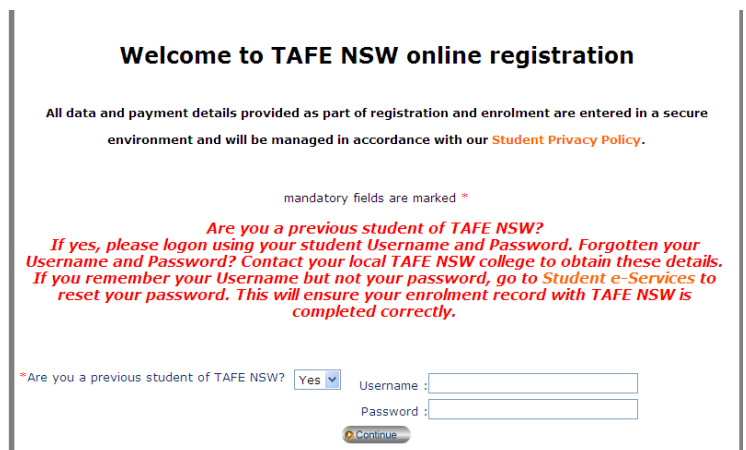 Welcome to TAFE NSW online registration
All data and payment details provided as part of registration and enrolment are entered in a secure
environment and will be managed in accordance with our Student Privacy Policy.
mandatory fields are marked *
Are you a previous student of TAFE NSW?
If yes, please logon using your student Username and Password. Forgotten your
Username and Password? Contact your local TAFE NSW college to obtain these details.
If you remember your Username but not your password, go to Student e-Services to
reset your password. This will ensure your enrolment record with TAFE NSW is
completed correctly.
*Are you a previous student of TAFE NSW? Yes Username :
Password :
Continue